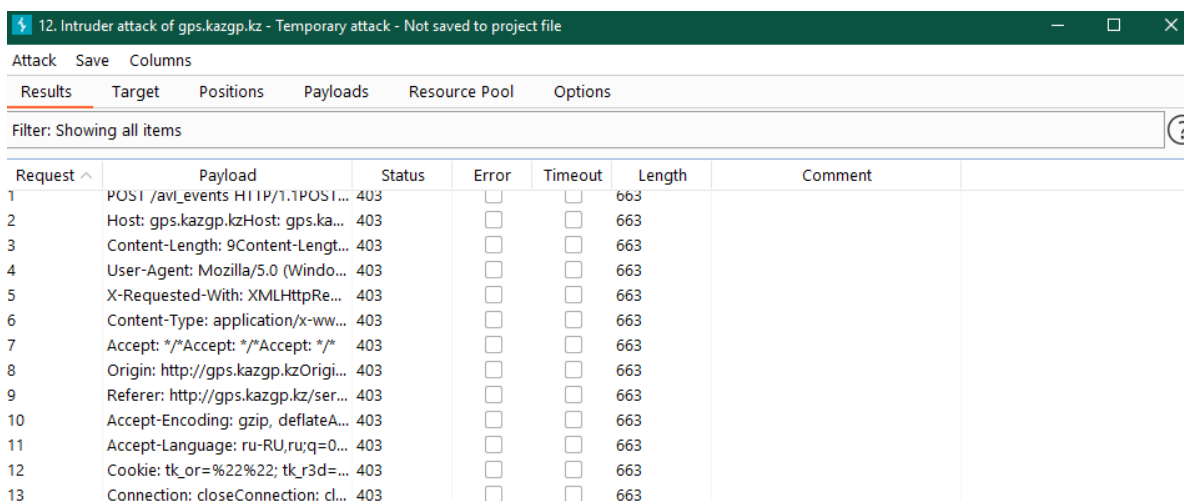 12. Intruder attack of gps.kazgp.kz - Temporary attack - Not saved to project file
Attack Save Columns
Results Target Positions Payloads Resource Pool Options
Filter: Showing all items
?
Request Payload Status Error Timeout Length Comment
1 POST /avl_events HTTP/1.1POST... 403 663
2 Host: gps.kazgp.kzHost: gps.ka... 403 663
3 Content-Length: 9Content-Lengt... 403 663
4 User-Agent: Mozilla/5.0 (Windo... 403 663
5 X-Requested-With: XMLHttpRe... 403 663
6 Content-Type: application/x-ww... 403 663
7 Accept: */*Accept: */*Accept: */* 403 663
8 Origin: http://gps.kazgp.kzOrigi... 403 663
9 Referer: http://gps.kazgp.kz/ser... 403 663
10 Accept-Encoding: gzip, deflateA... 403 663
11 Accept-Language: ru-RU,ru;q=0... 403 663
12 Cookie: tk_or=%22%22; tk_r3d=... 403 663
13 Connection: closeConnection: cl... 403 663